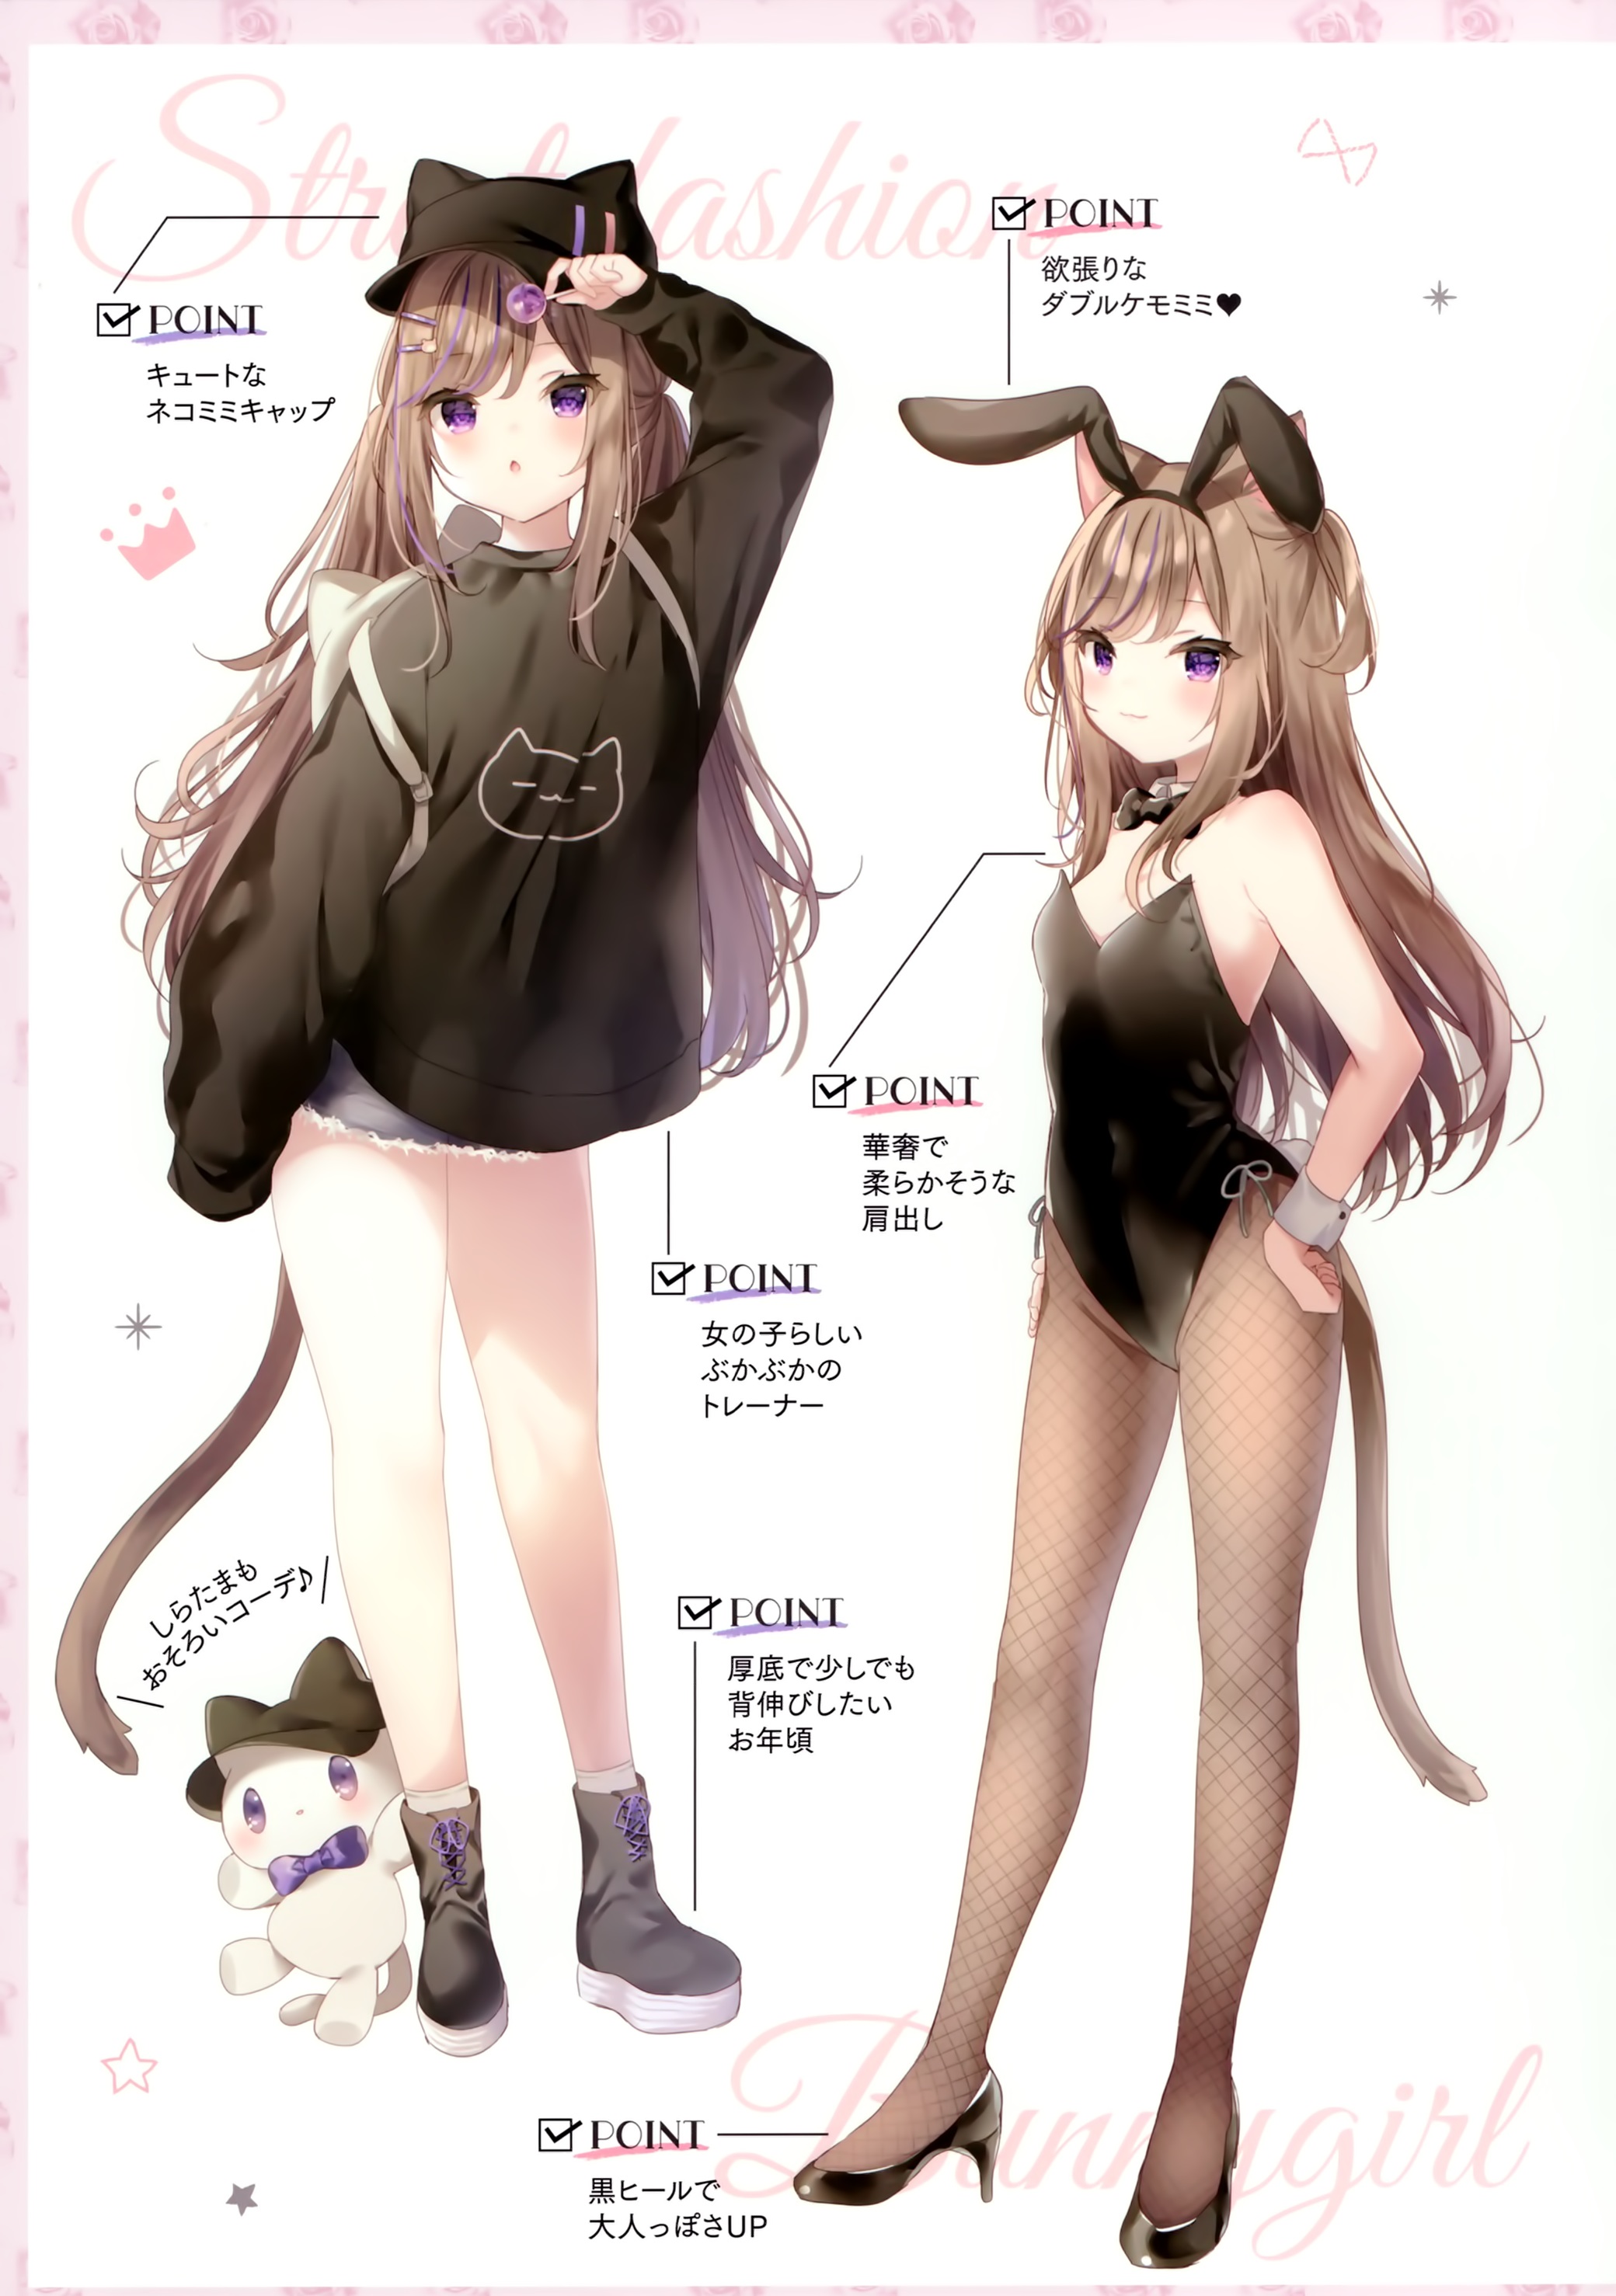 Street fashion
POINT
キュートな
ネコミミキャップ
POINT
欲張りな
ダブルケモミミ♥
POINT
華奢で
柔らかそうな
肩出し
POINT
女の子らしい
ぶかぶかの
トレーナー
しらたまも
おそろいコーデ♪
POINT
厚底で少しでも
背伸びしたい
お年頃
POINT
黒ヒールで
大人っぽさUP
Bunnygirl